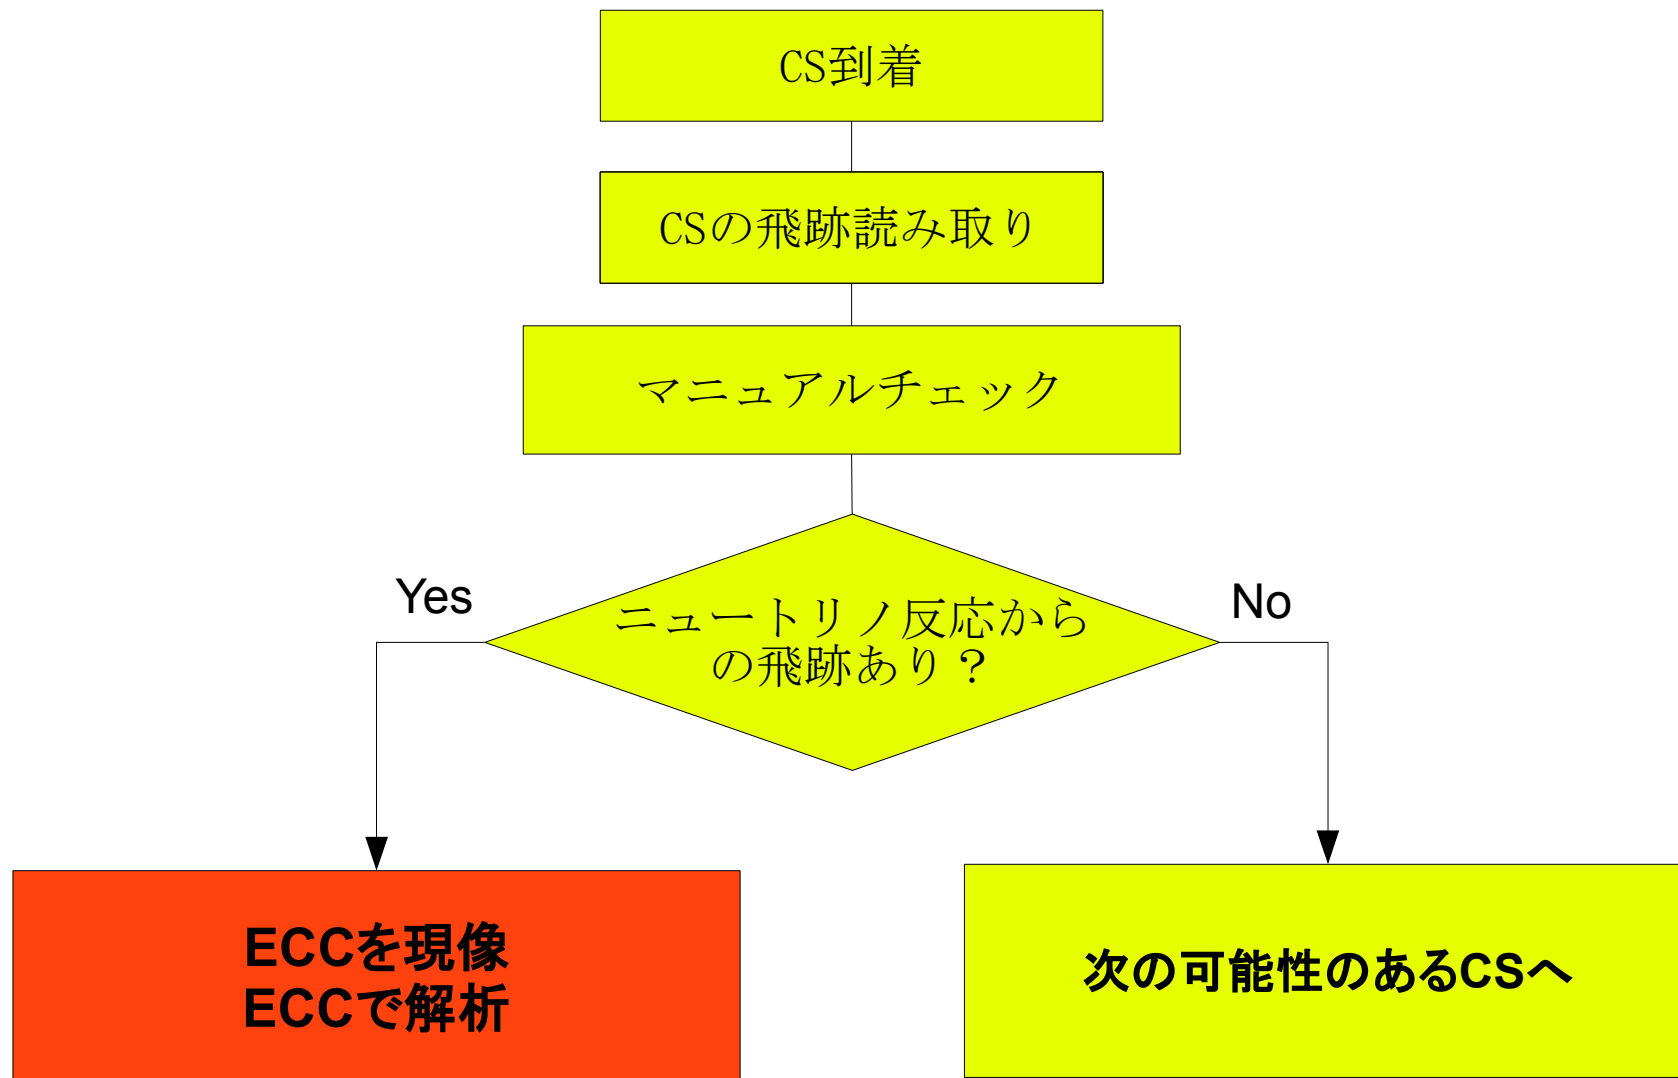 CS到着
CSの飛跡読み取り
マニュアルチェック
Yes
ニュートリノ反応から
の飛跡あり？
No
ECCを現像
ECCで解析
次の可能性のあるCSへ